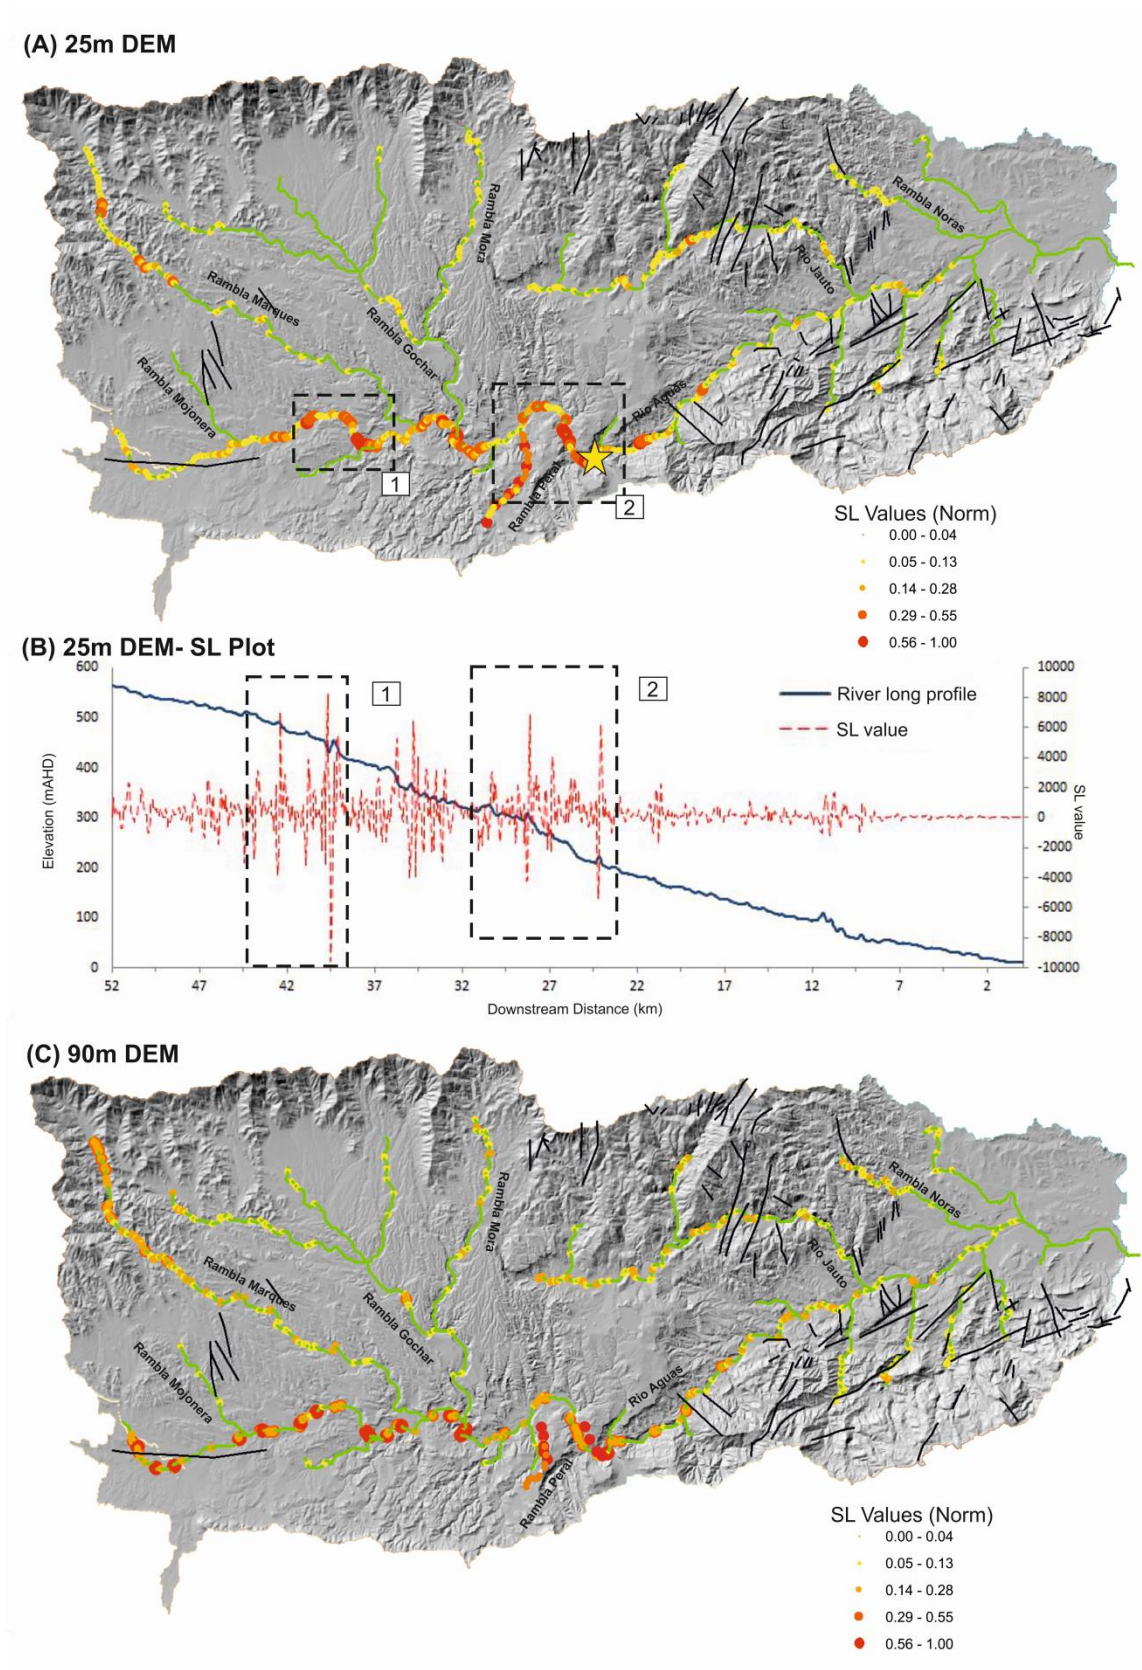 (A) 25m DEM
Rambla Mora
Rambla Noras
Rio Jauto
Rambla Marques
Rambla Gochar
Rambla Mojonera
Rio Aguas
Rambla Peral
1
2
SL Values (Norm)
0.00 - 0.04
0.05 - 0.13
0.14 - 0.28
0.29 - 0.55
0.56 - 1.00
(B) 25m DEM- SL Plot
600
500
400
300
200
100
0
Elevation (mAHD)
1
2
River long profile
SL value
10000
8000
6000
4000
2000
0
-2000
-4000
-6000
-8000
-10000
SL value
52 47 42 37 32 27 22 17 12 7 2
Downstream Distance (km)
(C) 90m DEM
Rambla Mora
Rambla Noras
Rio Jauto
Rambla Marques
Rambla Gochar
Rambla Mojonera
Rio Aguas
Rambla Peral
SL Values (Norm)
0.00 - 0.04
0.05 - 0.13
0.14 - 0.28
0.29 - 0.55
0.56 - 1.00